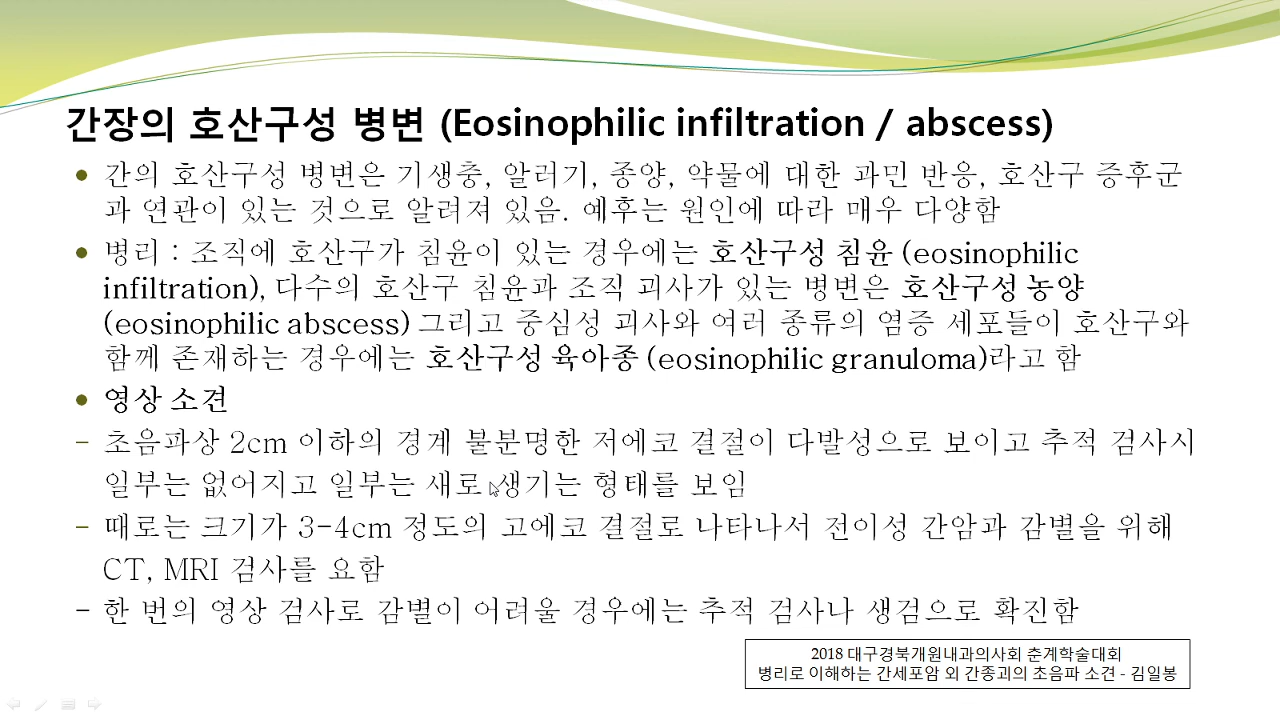 간장의 호산구성 병변 (Eosinophilic infiltration / abscess)
• 간의 호산구성 병변은 기생충, 알러기, 종양, 약물에 대한 과민 반응, 호산구 증후군
과 연관이 있는 것으로 알려져 있음. 예후는 원인에 따라 매우 다양함
• 병리 : 조직에 호산구가 침윤이 있는 경우에는 호산구성 침윤 (eosinophilic
infiltration), 다수의 호산구 침윤과 조직 괴사가 있는 병변은 호산구성 농양
(eosinophilic abscess) 그리고 중심성 괴사와 여러 종류의 염증 세포들이 호산구와
함께 존재하는 경우에는 호산구성 육아종 (eosinophilic granuloma)라고 함
• 영상 소견
– 초음파상 2cm 이하의 경계 불분명한 저에코 결절이 다발성으로 보이고 추적 검사시
일부는 없어지고 일부는 새로 생기는 형태를 보임
– 때로는 크기가 3-4cm 정도의 고에코 결절로 나타나서 전이성 간암과 감별을 위해
CT, MRI 검사를 요함
– 한 번의 영상 검사로 감별이 어려울 경우에는 추적 검사나 생검으로 확진함
2018 대구경북개원내과의사회 춘계학술대회
병리로 이해하는 간세포암 외 간종괴의 초음파 소견 - 김일봉